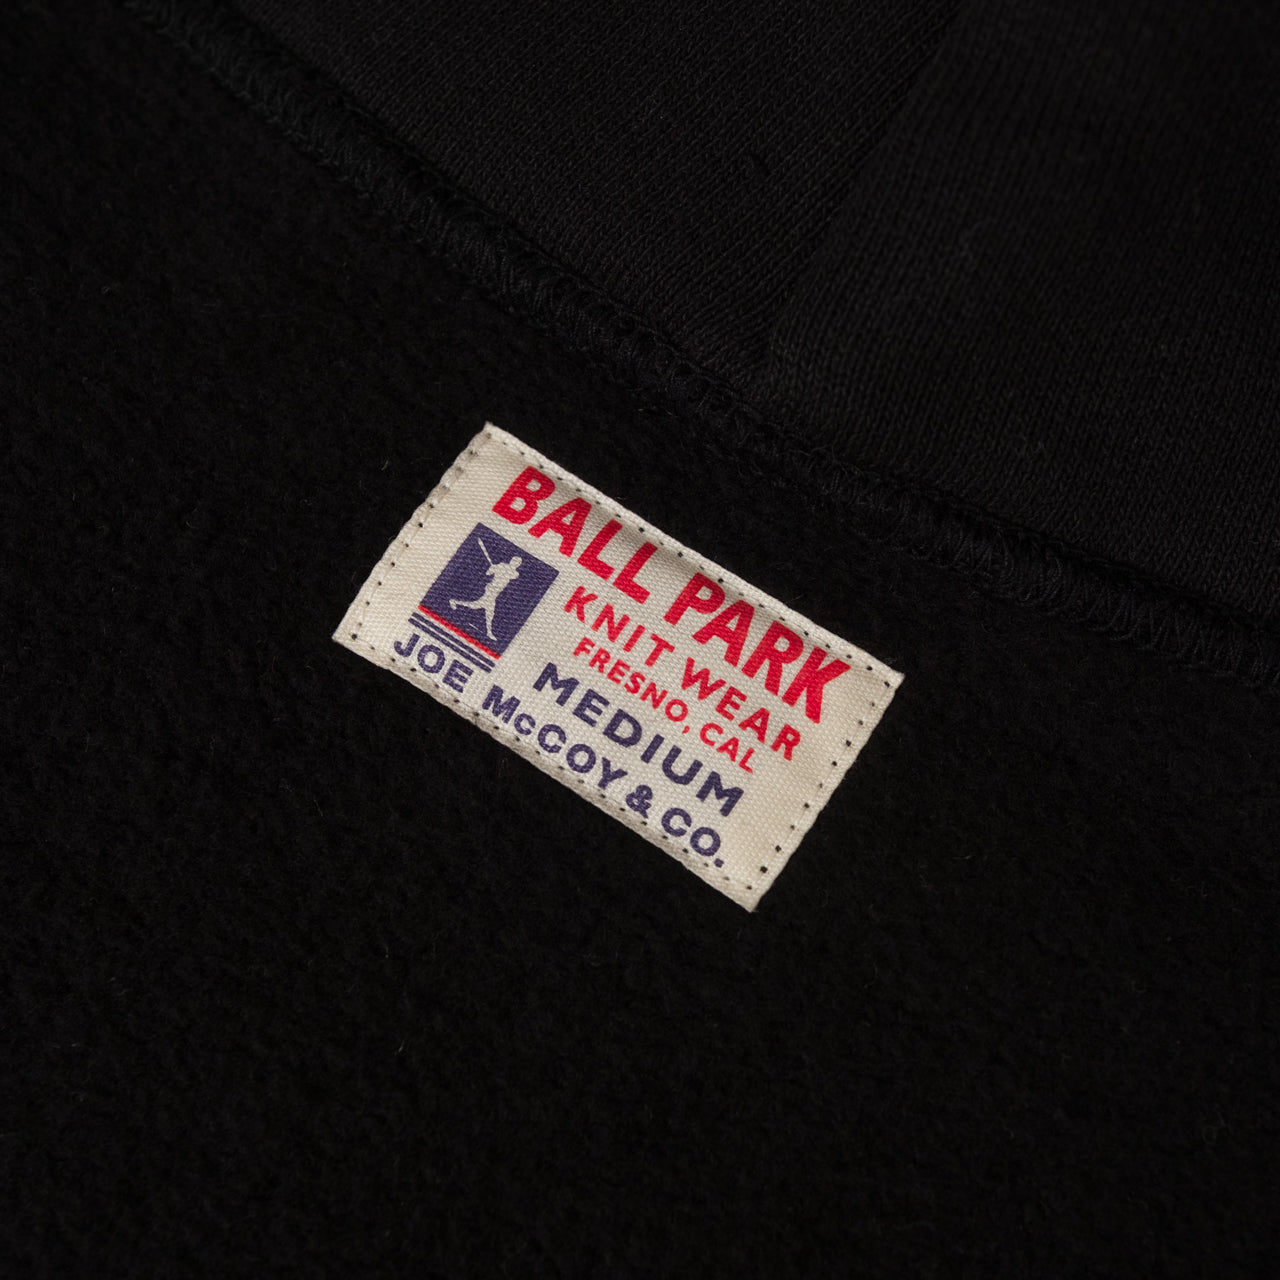 BALL PARK
KNIT WEAR
FRESNO, CAL
MEDIUM
JOE McCOY & CO.